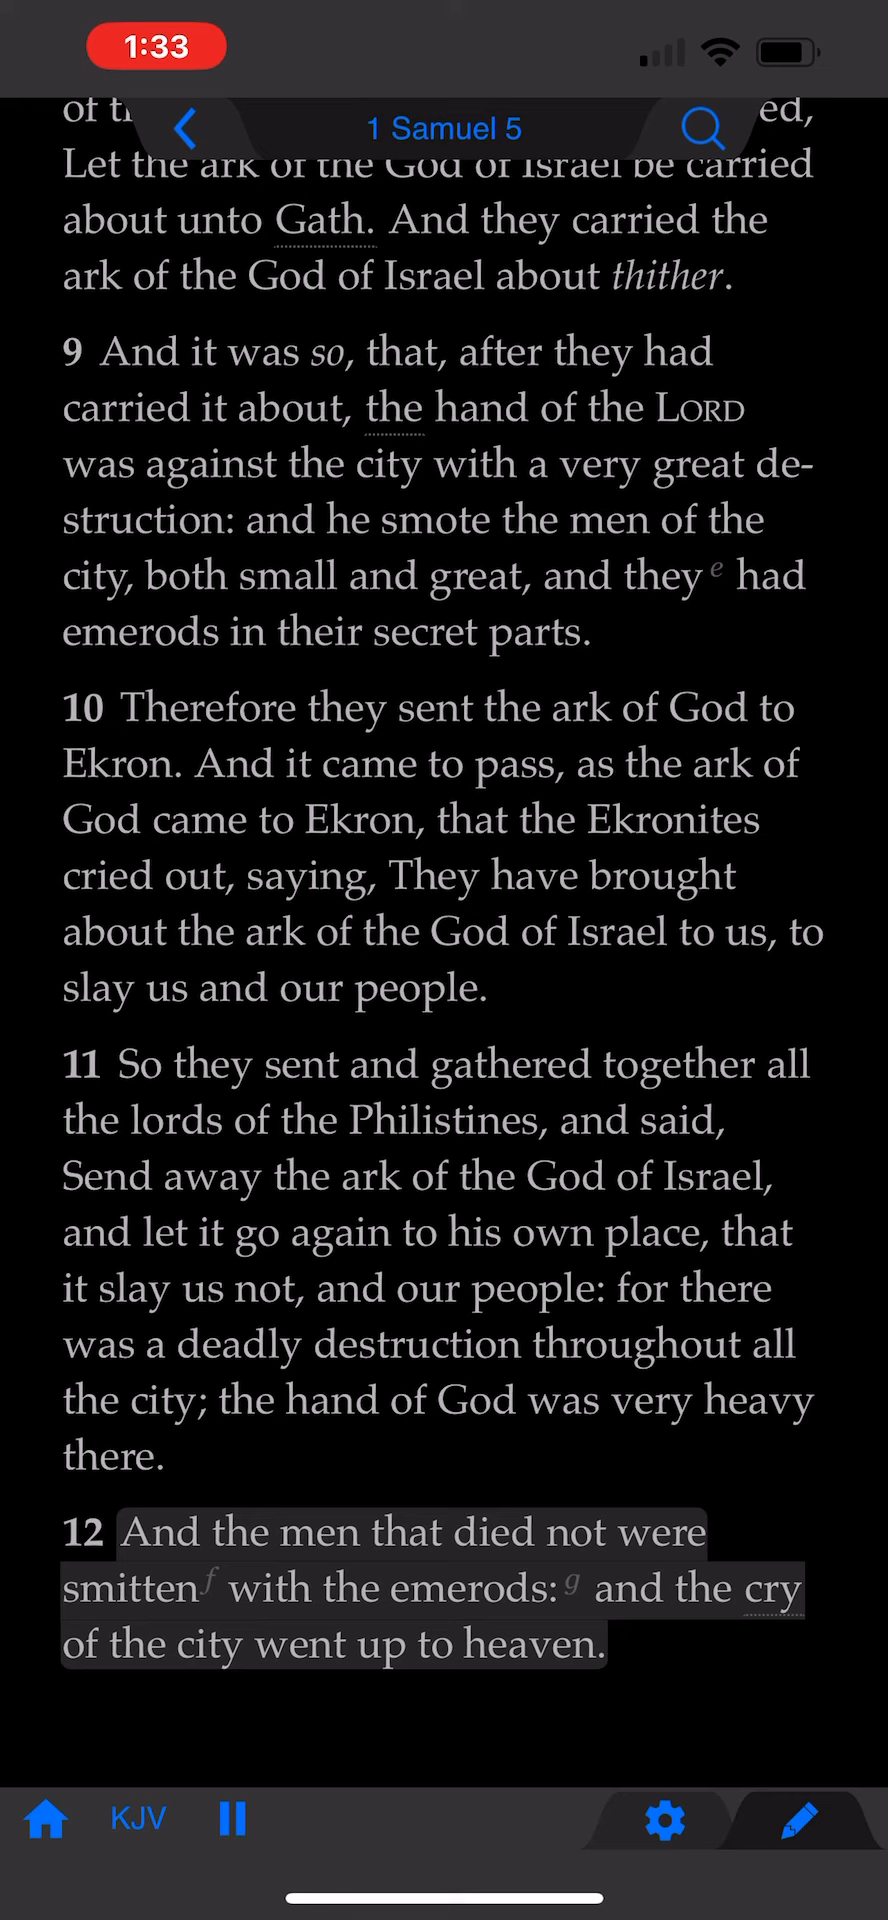 1:33
of
1 Samuel 5
ed,
Let the ark of the God of Israel be carried
about unto Gath. And they carried the
ark of the God of Israel about thither.
9 And it was so, that, after they had
carried it about, the hand of the LORD
was against the city with a very great de-
struction: and he smote the men of the
city, both small and great, and they e had
emerods in their secret parts.
10 Therefore they sent the ark of God to
Ekron. And it came to pass, as the ark of
God came to Ekron, that the Ekronites
cried out, saying, They have brought
about the ark of the God of Israel to us, to
slay us and our people.
11 So they sent and gathered together all
the lords of the Philistines, and said,
Send away the ark of the God of Israel,
and let it go again to his own place, that
it slay us not, and our people: for there
was a deadly destruction throughout all
the city; the hand of God was very heavy
there.
12 And the men that died not were
smitten f with the emerods: g and the cry
of the city went up to heaven.
KJV